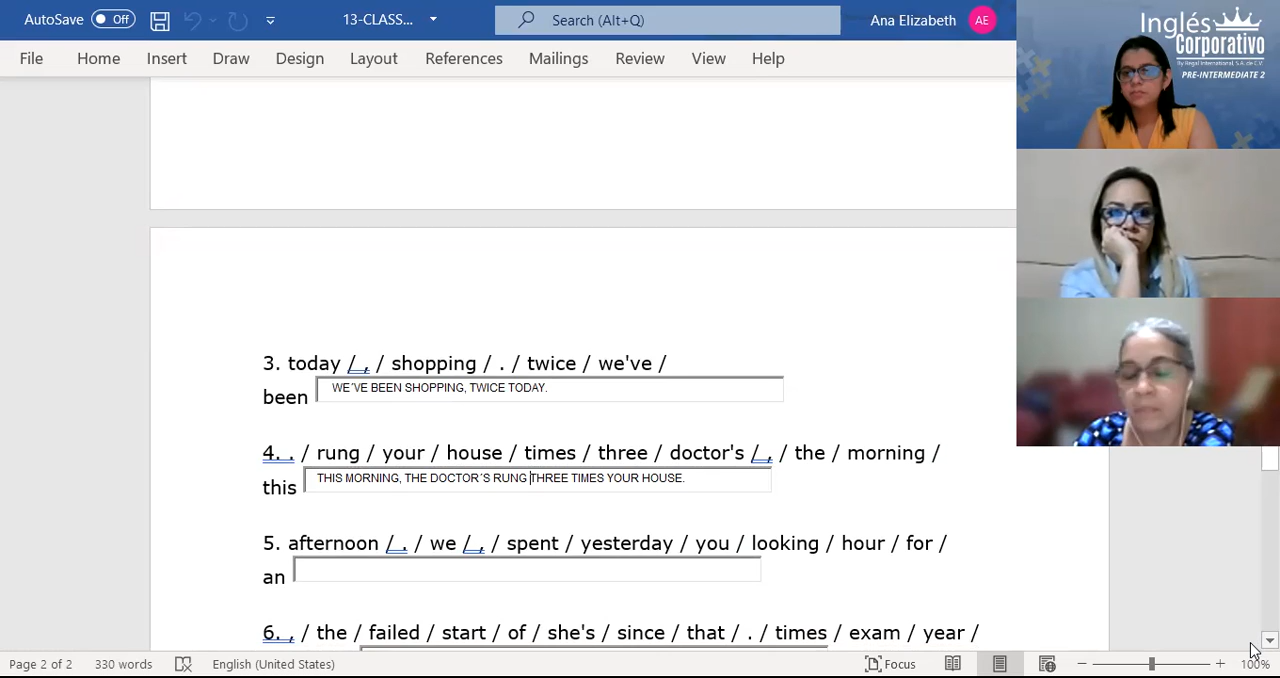 AutoSave Off 13-CLASS... Search (Alt+Q) Ana Elizabeth AE
File Home Insert Draw Design Layout References Mailings Review View Help
Inglés
Corporativo
By Regal International, S.A. de C.V.
PRE-INTERMEDIATE 2
3. today / , / shopping / . / twice / we've /
been WE´VE BEEN SHOPPING, TWICE TODAY.
4. . / rung / your / house / times / three / doctor's / , / the / morning /
this THIS MORNING, THE DOCTOR´S RUNG THREE TIMES YOUR HOUSE.
5. afternoon / . / we / , / spent / yesterday / you / looking / hour / for /
an
6. , / the / failed / start / of / she's / since / that / . / times / exam / year /
Page 2 of 2 330 words English (United States) Focus 100%